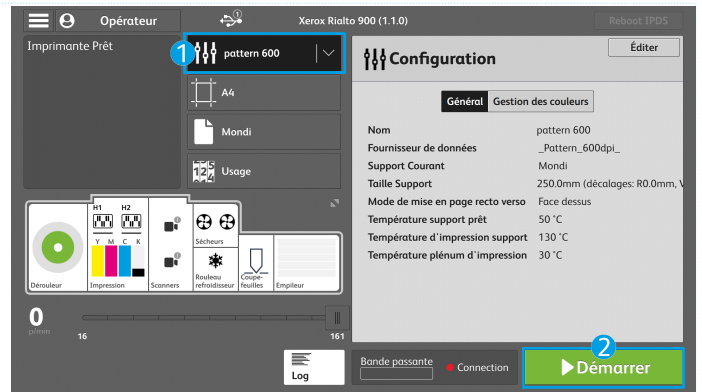 Opérateur
Xerox Rialto 900 (1.1.0)
Reboot IPDS
Imprimante Prêt
1
pattern 600
A4
Mondi
Usage
Configuration
Éditer
Général Gestion des couleurs
Nom pattern 600
Fournisseur de données _Pattern_600dpi_
Support Courant Mondi
Taille Support 250.0mm (décalages: R0.0mm, V
Mode de mise en page recto verso Face dessus
Température support prêt 50 °C
Température d'impression support 130 °C
Température plénum d'impression 30 °C
H1 H2
Y M C K
Dérouleur
Impression
Scanners
Sécheurs
Rouleau
refroidisseur
Coupe-
feuilles
Empileur
0
p/min
16
161
Log
Bande passante
Connection
2
Démarrer